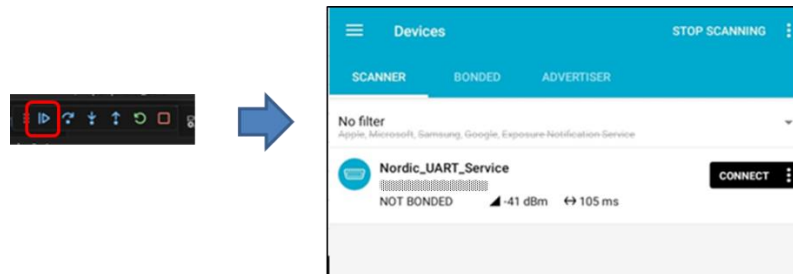 Devices
STOP SCANNING
SCANNER BONDED ADVERTISER
No filter
Apple, Microsoft, Samsung, Google, Exposure Notification Service
Nordic_UART_Service
CONNECT
NOT BONDED -41 dBm ↔ 105 ms